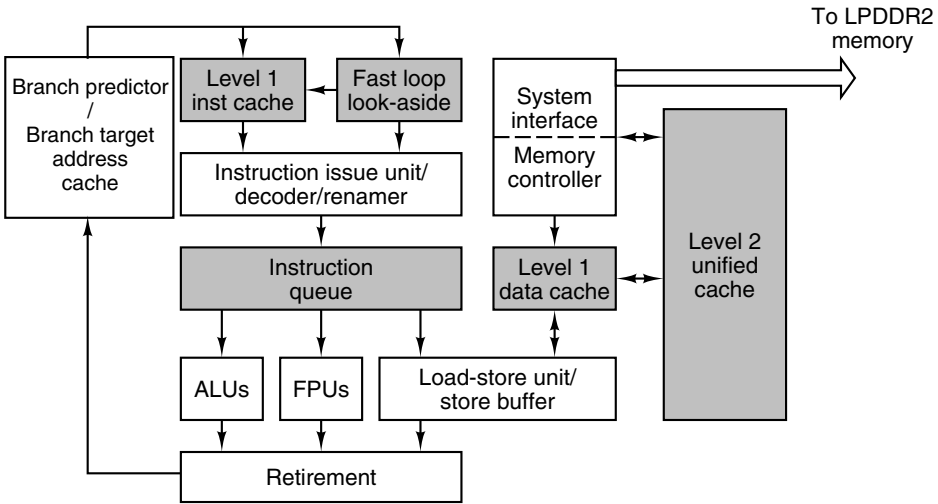 To LPDDR2
memory
Branch predictor
/
Branch target
address
cache
Level 1
inst cache
Fast loop
look-aside
System
interface
Memory
controller
Instruction issue unit/
decoder/renamer
Instruction
queue
Level 1
data cache
Level 2
unified
cache
ALUs
FPUs
Load-store unit/
store buffer
Retirement